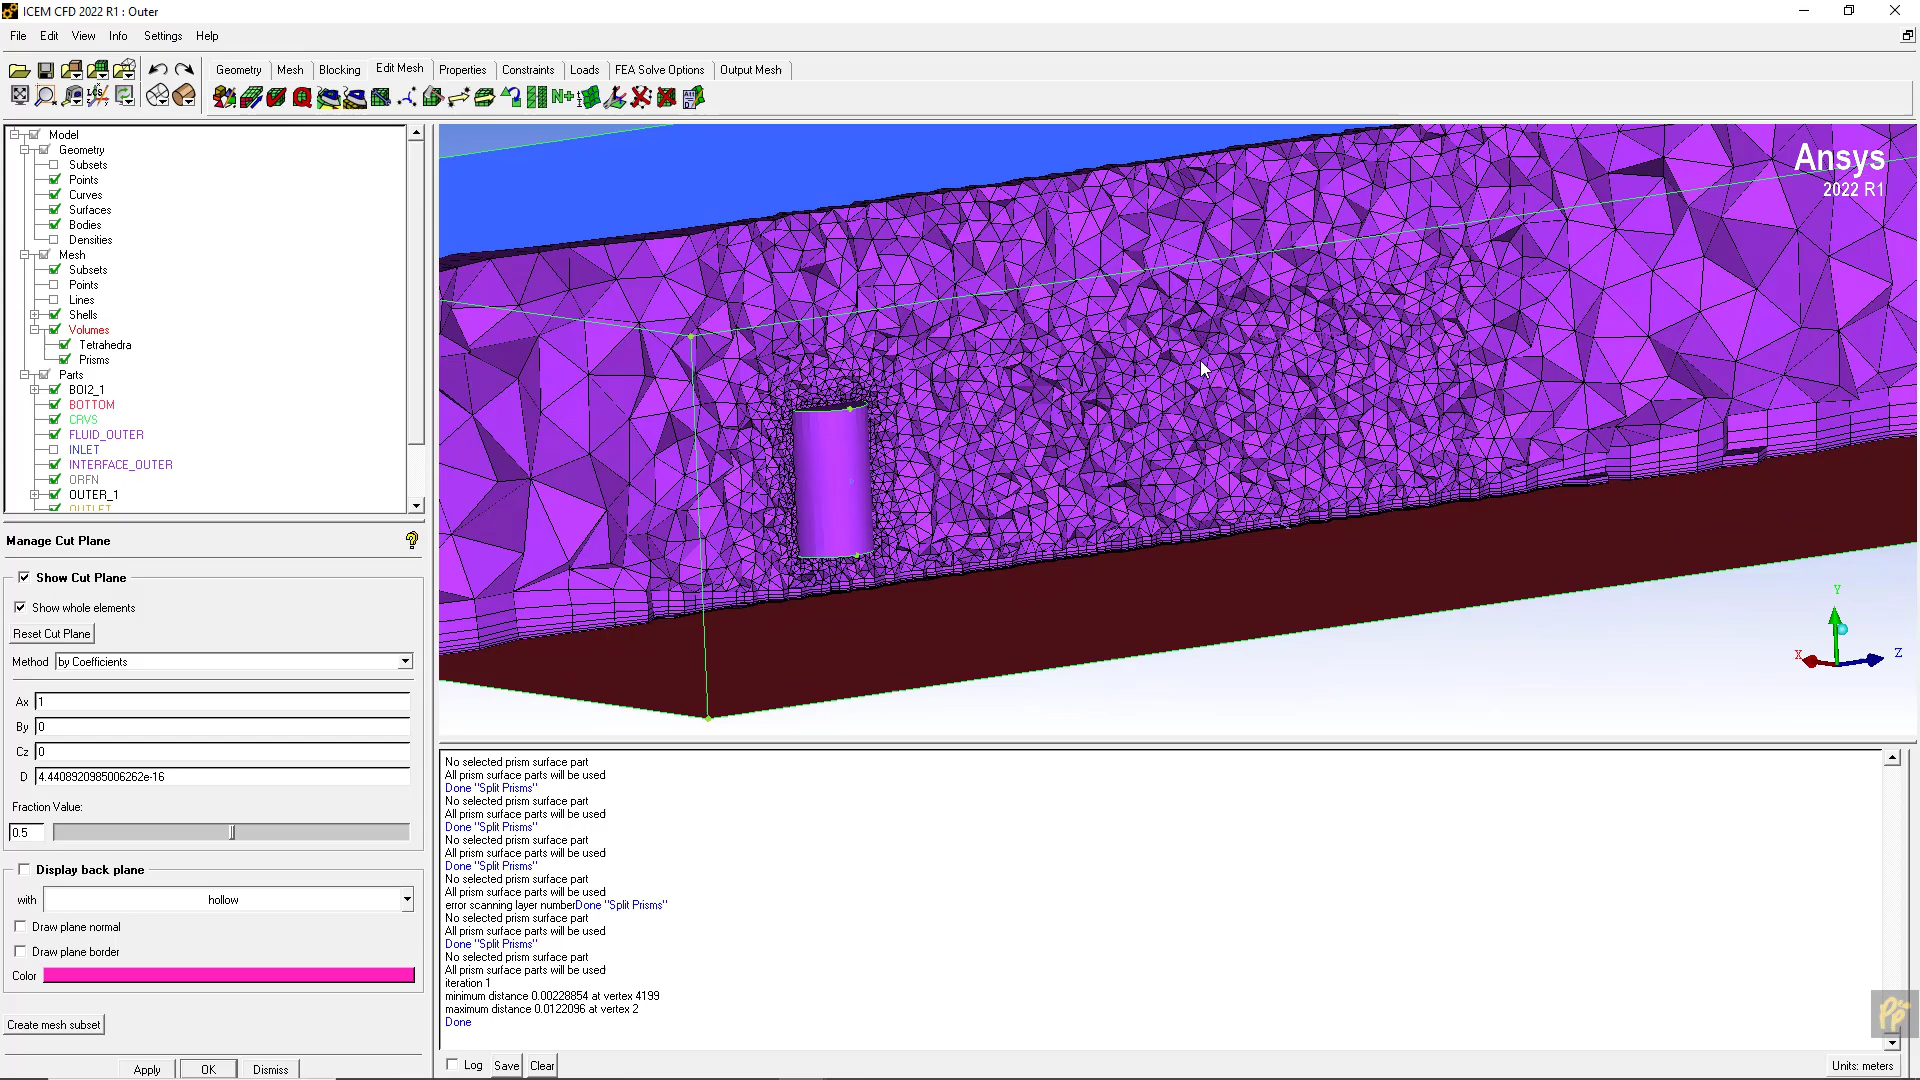 ICEM CFD 2022 R1 : Outer
File Edit View Info Settings Help
Geometry Mesh Blocking Edit Mesh Properties Constraints Loads FEA Solve Options Output Mesh
Model
Geometry
Subsets
Points
Curves
Surfaces
Bodies
Densities
Mesh
Subsets
Points
Lines
Shells
Volumes
Tetrahedra
Prisms
Parts
BOI2_1
BOTTOM
CRVS
FLUID_OUTER
INLET
INTERFACE_OUTER
ORFN
OUTER_1
OUTLET
Manage Cut Plane
Show Cut Plane
Show whole elements
Reset Cut Plane
Method by Coefficients
Ax 1
By 0
Cz 0
D 4.4408920985006262e-16
Fraction Value:
0.5
Display back plane
with hollow
Draw plane normal
Draw plane border
Color
Create mesh subset
Apply OK Dismiss
Ansys
2022 R1
Y
X
Z
No selected prism surface part
All prism surface parts will be used
Done "Split Prisms"
No selected prism surface part
All prism surface parts will be used
Done "Split Prisms"
No selected prism surface part
All prism surface parts will be used
Done "Split Prisms"
No selected prism surface part
All prism surface parts will be used
error scanning layer numberDone "Split Prisms"
No selected prism surface part
All prism surface parts will be used
Done "Split Prisms"
No selected prism surface part
All prism surface parts will be used
iteration 1
minimum distance 0.00228854 at vertex 4199
maximum distance 0.0122096 at vertex 2
Done
Log Save Clear
Units: meters